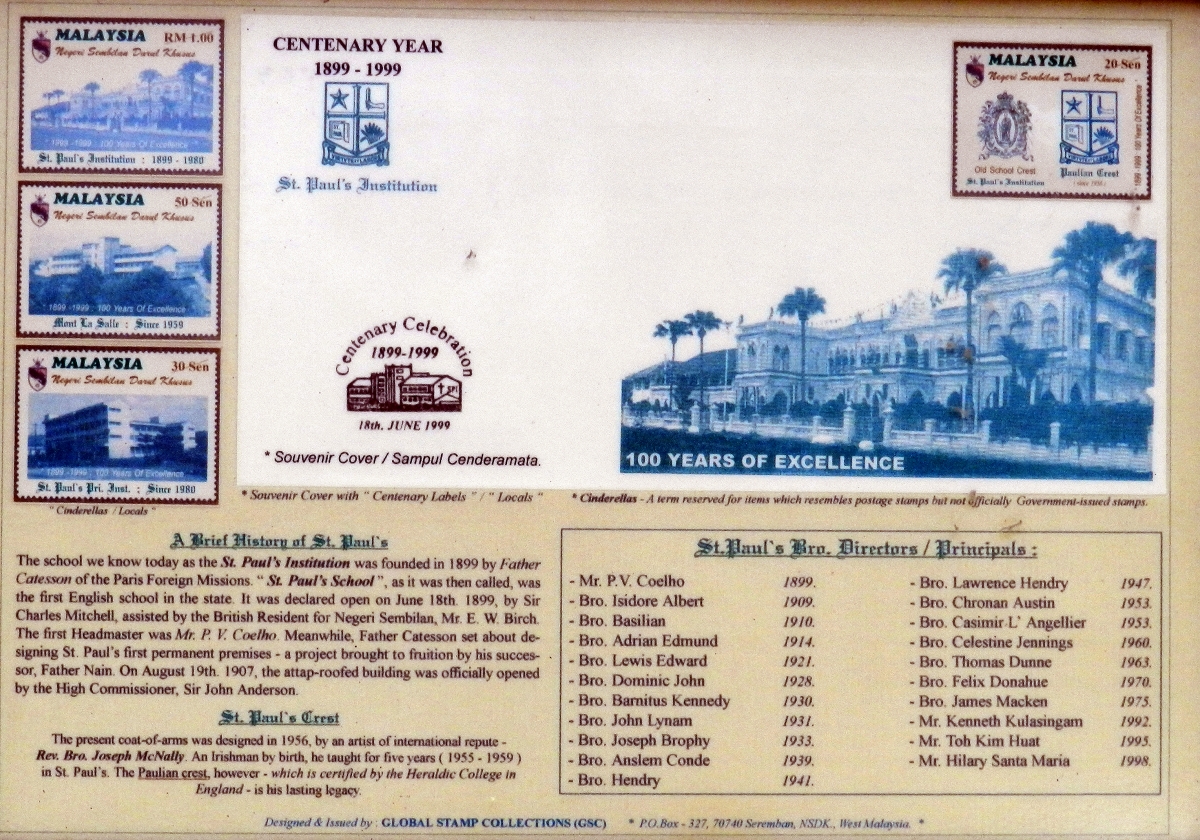 MALAYSIA RM 1.00
Negeri Sembilan Darul Khusus
1899 -1999 : 100 Years Of Excellence
St. Paul's Institution : 1899 - 1980
MALAYSIA 50 Sen
Negeri Sembilan Darul Khusus
1899 -1999 : 100 Years Of Excellence
Mont La Salle : Since 1959
MALAYSIA 30 Sen
Negeri Sembilan Darul Khusus
1899 -1999 : 100 Years Of Excellence
St. Paul's Pri. Inst. : Since 1980
" Cinderellas / Locals "
CENTENARY YEAR
1899 - 1999
St. Paul's Institution
Centenary Celebration
1899-1999
SPI
18th. JUNE 1999
* Souvenir Cover / Sampul Cenderamata.
MALAYSIA 20 Sen
Negeri Sembilan Darul Khusus
1899 -1999 : 100 Years Of Excellence
Old School Crest
St. Paul's Institution
Paulian Crest
( since 1956 )
100 YEARS OF EXCELLENCE
* Souvenir Cover with " Centenary Labels " / " Locals "
* Cinderellas - A term reserved for items which resembles postage stamps but not officially Government-issued stamps.
A Brief History of St. Paul's
The school we know today as the St. Paul's Institution was founded in 1899 by Father
Catesson of the Paris Foreign Missions. " St. Paul's School ", as it was then called, was
the first English school in the state. It was declared open on June 18th. 1899, by Sir
Charles Mitchell, assisted by the British Resident for Negeri Sembilan, Mr. E. W. Birch.
The first Headmaster was Mr. P. V. Coelho. Meanwhile, Father Catesson set about de-
signing St. Paul's first permanent premises - a project brought to fruition by his succes-
sor, Father Nain. On August 19th. 1907, the attap-roofed building was officially opened
by the High Commissioner, Sir John Anderson.
St. Paul's Crest
The present coat-of-arms was designed in 1956, by an artist of international repute -
Rev. Bro. Joseph McNally. An Irishman by birth, he taught for five years ( 1955 - 1959 )
in St. Paul's. The Paulian crest, however - which is certified by the Heraldic College in
England - is his lasting legacy.
St.Paul's Bro. Directors / Principals :
- Mr. P.V. Coelho 1899.
- Bro. Isidore Albert 1909.
- Bro. Basilian 1910.
- Bro. Adrian Edmund 1914.
- Bro. Lewis Edward 1921.
- Bro. Dominic John 1928.
- Bro. Barnitus Kennedy 1930.
- Bro. John Lynam 1931.
- Bro. Joseph Brophy 1933.
- Bro. Anslem Conde 1939.
- Bro. Hendry 1941.
- Bro. Lawrence Hendry 1947.
- Bro. Chronan Austin 1953.
- Bro. Casimir L' Angellier 1953.
- Bro. Celestine Jennings 1960.
- Bro. Thomas Dunne 1963.
- Bro. Felix Donahue 1970.
- Bro. James Macken 1975.
- Mr. Kenneth Kulasingam 1992.
- Mr. Toh Kim Huat 1995.
- Mr. Hilary Santa Maria 1998.
Designed & Issued by : GLOBAL STAMP COLLECTIONS (GSC) * P.O.Box - 327, 70740 Seremban, NSDK., West Malaysia. *